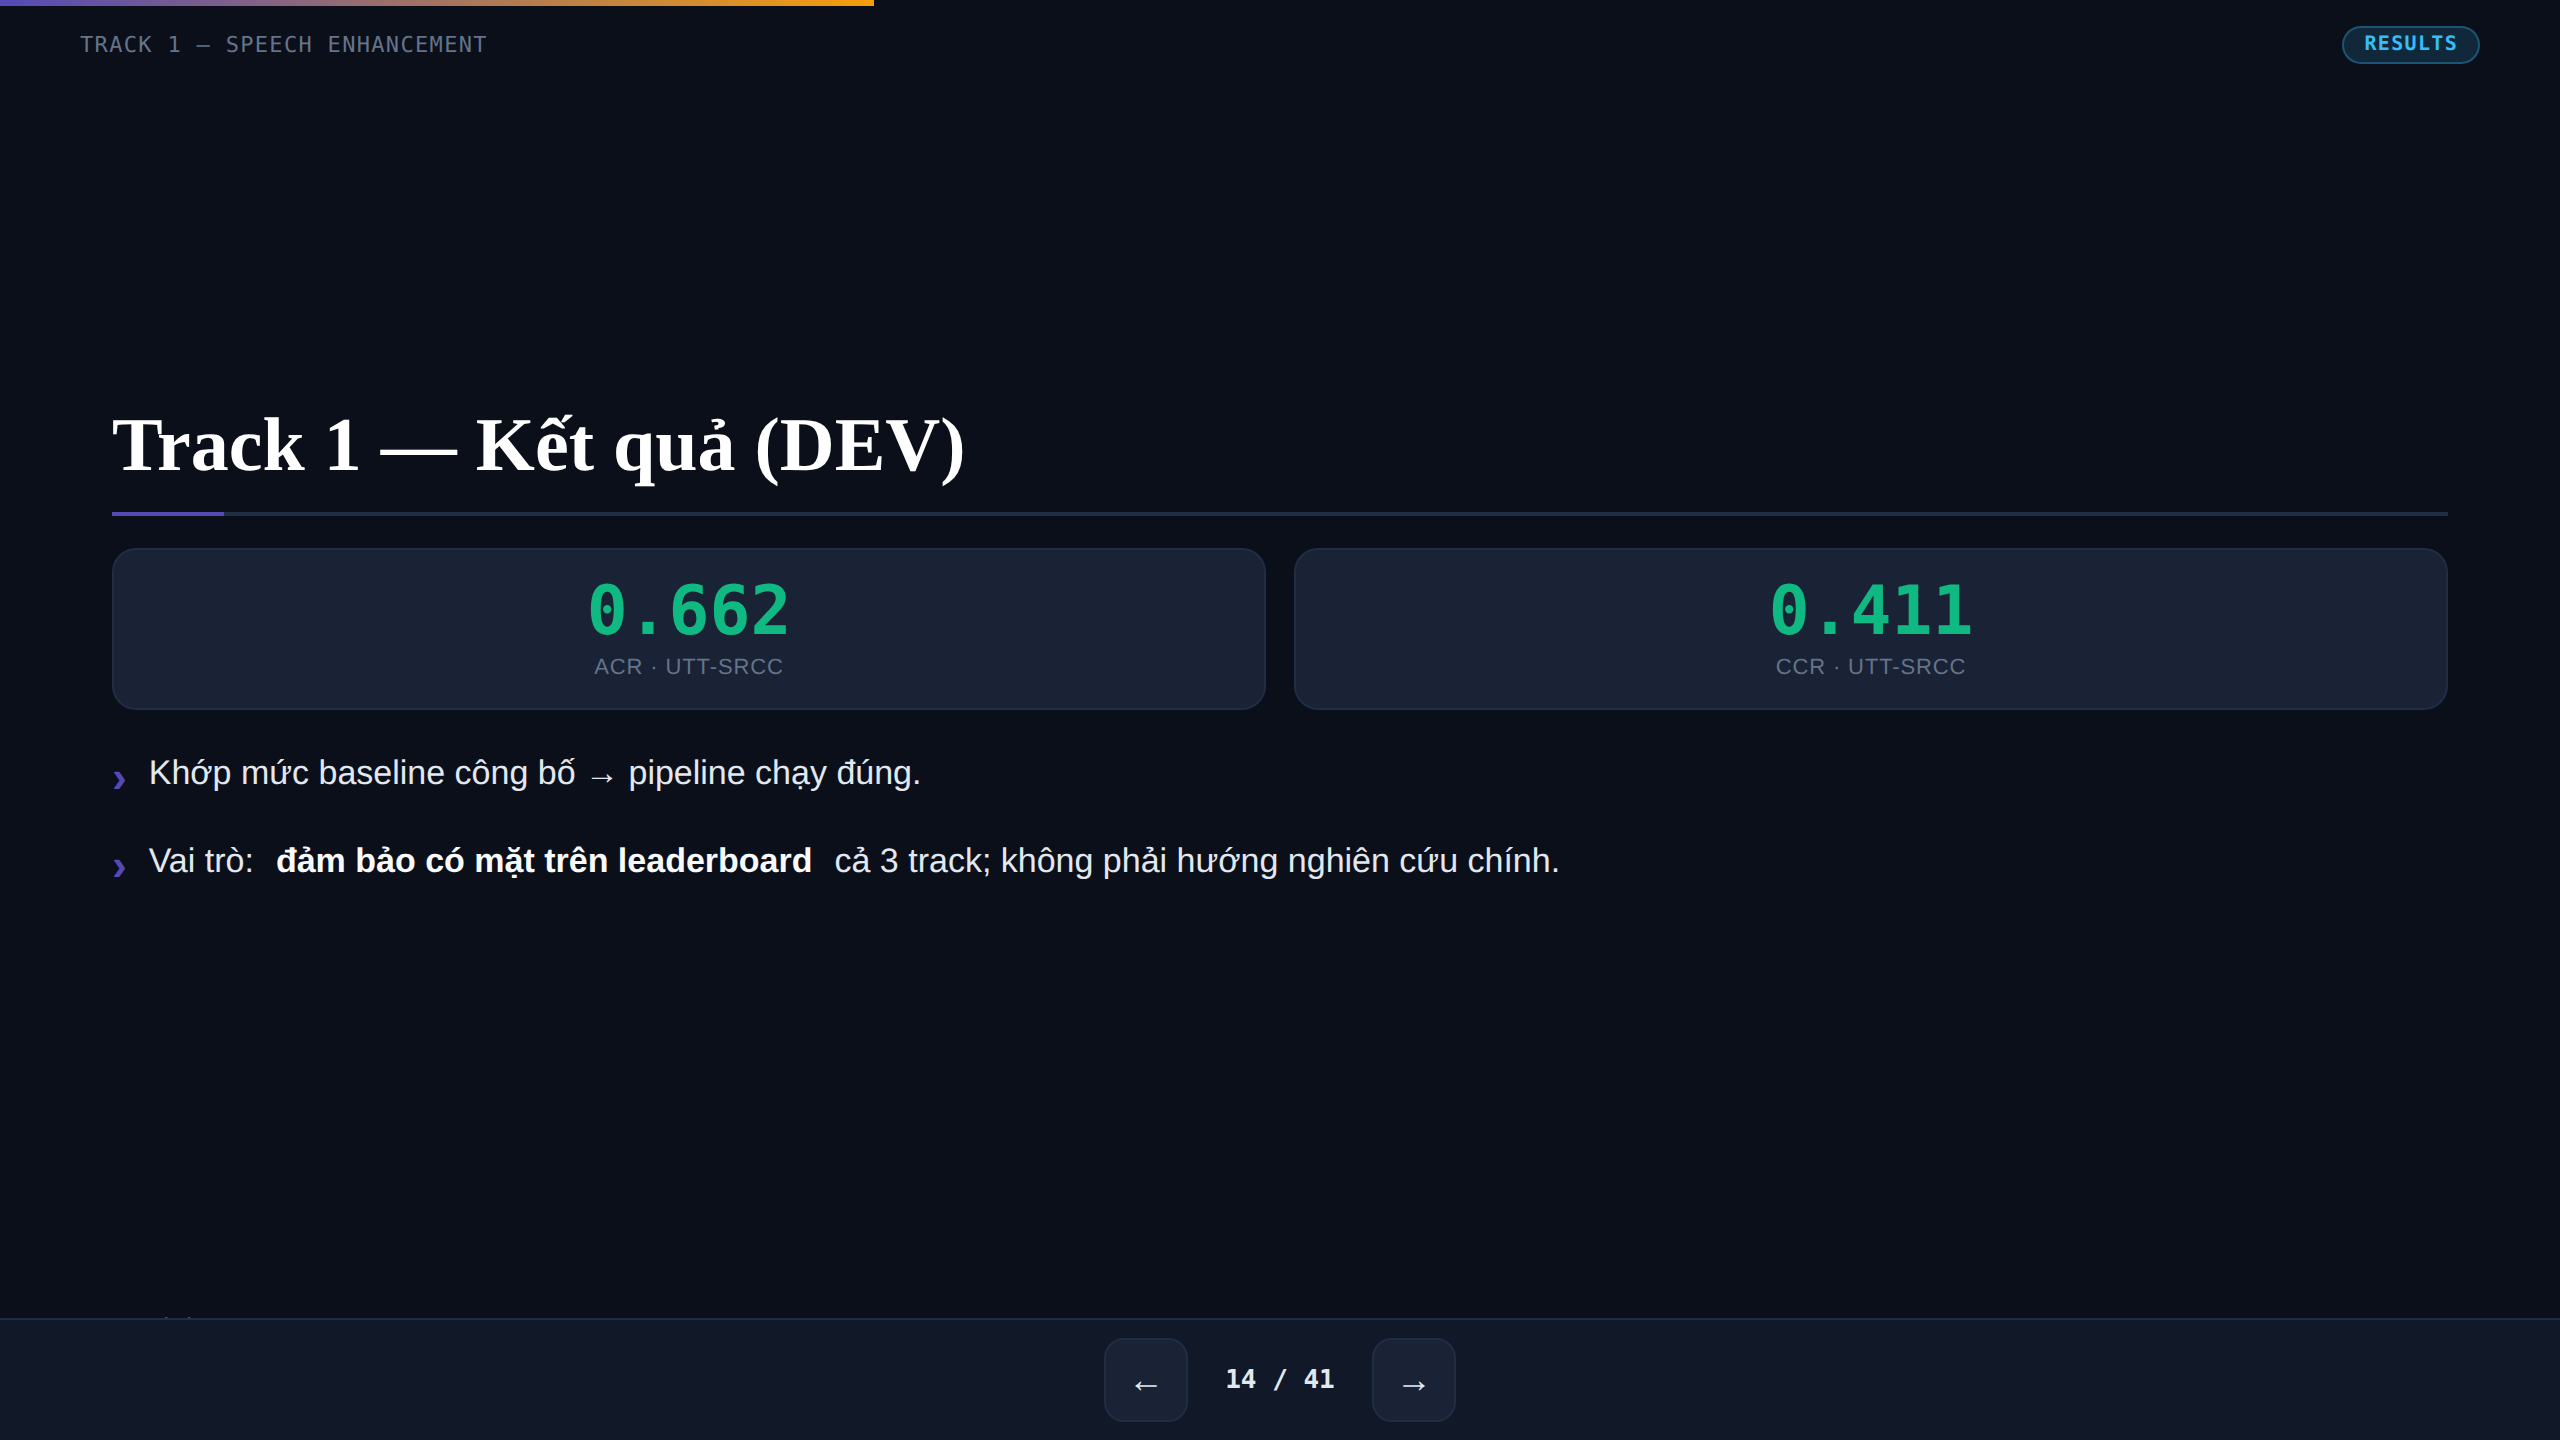 TRACK 1 — SPEECH ENHANCEMENT
RESULTS
Track 1 — Kết quả (DEV)
0.662
ACR · UTT-SRCC
0.411
CCR · UTT-SRCC
› Khớp mức baseline công bố → pipeline chạy đúng.
› Vai trò: đảm bảo có mặt trên leaderboard cả 3 track; không phải hướng nghiên cứu chính.
← 14 / 41 →